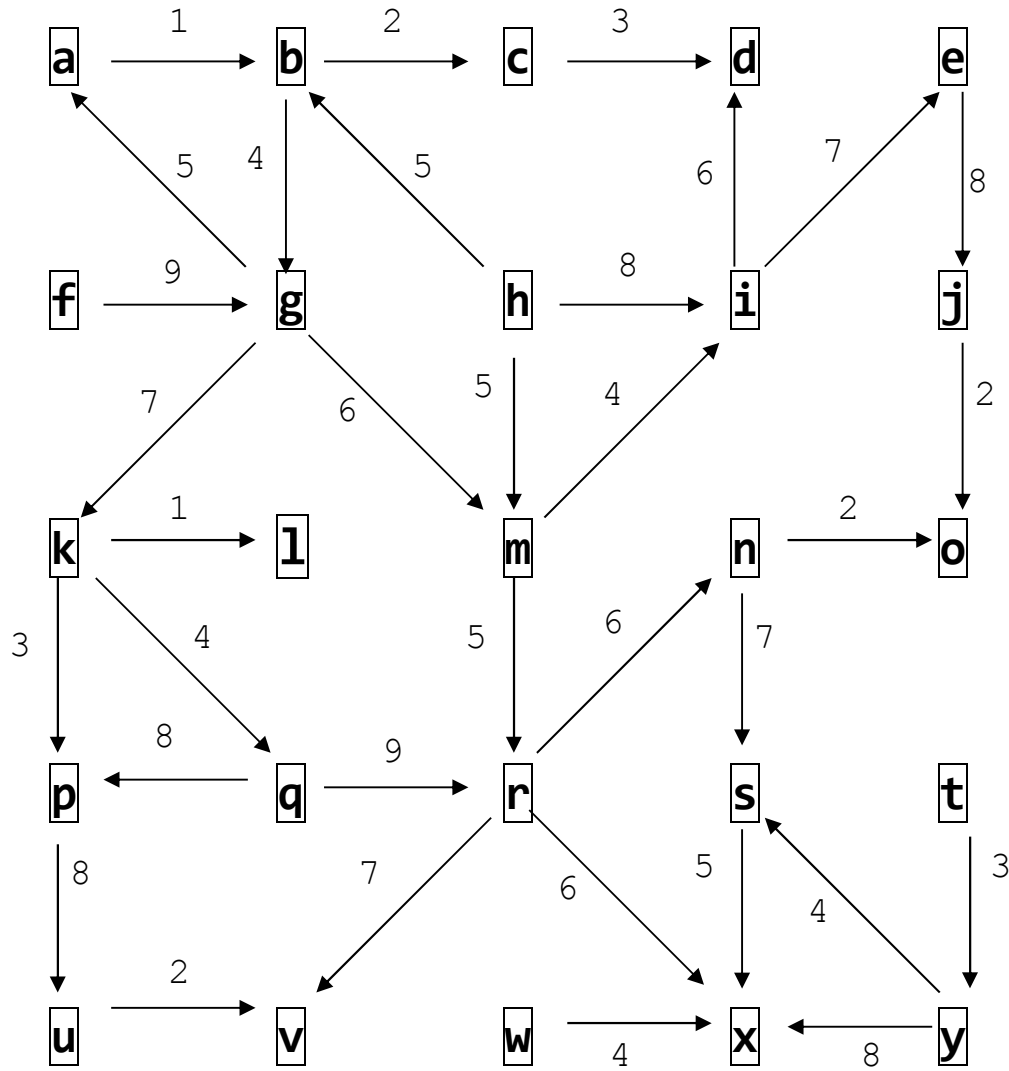 1 2 3
a b c d e
5 4 5 6 7 8
9 8
f g h i j
7 6 5 4 2
1 2
k l m n o
3 4 5 6 7
8 9
p q r s t
8 7 6 5 4 3
2
u v w x y
4 8